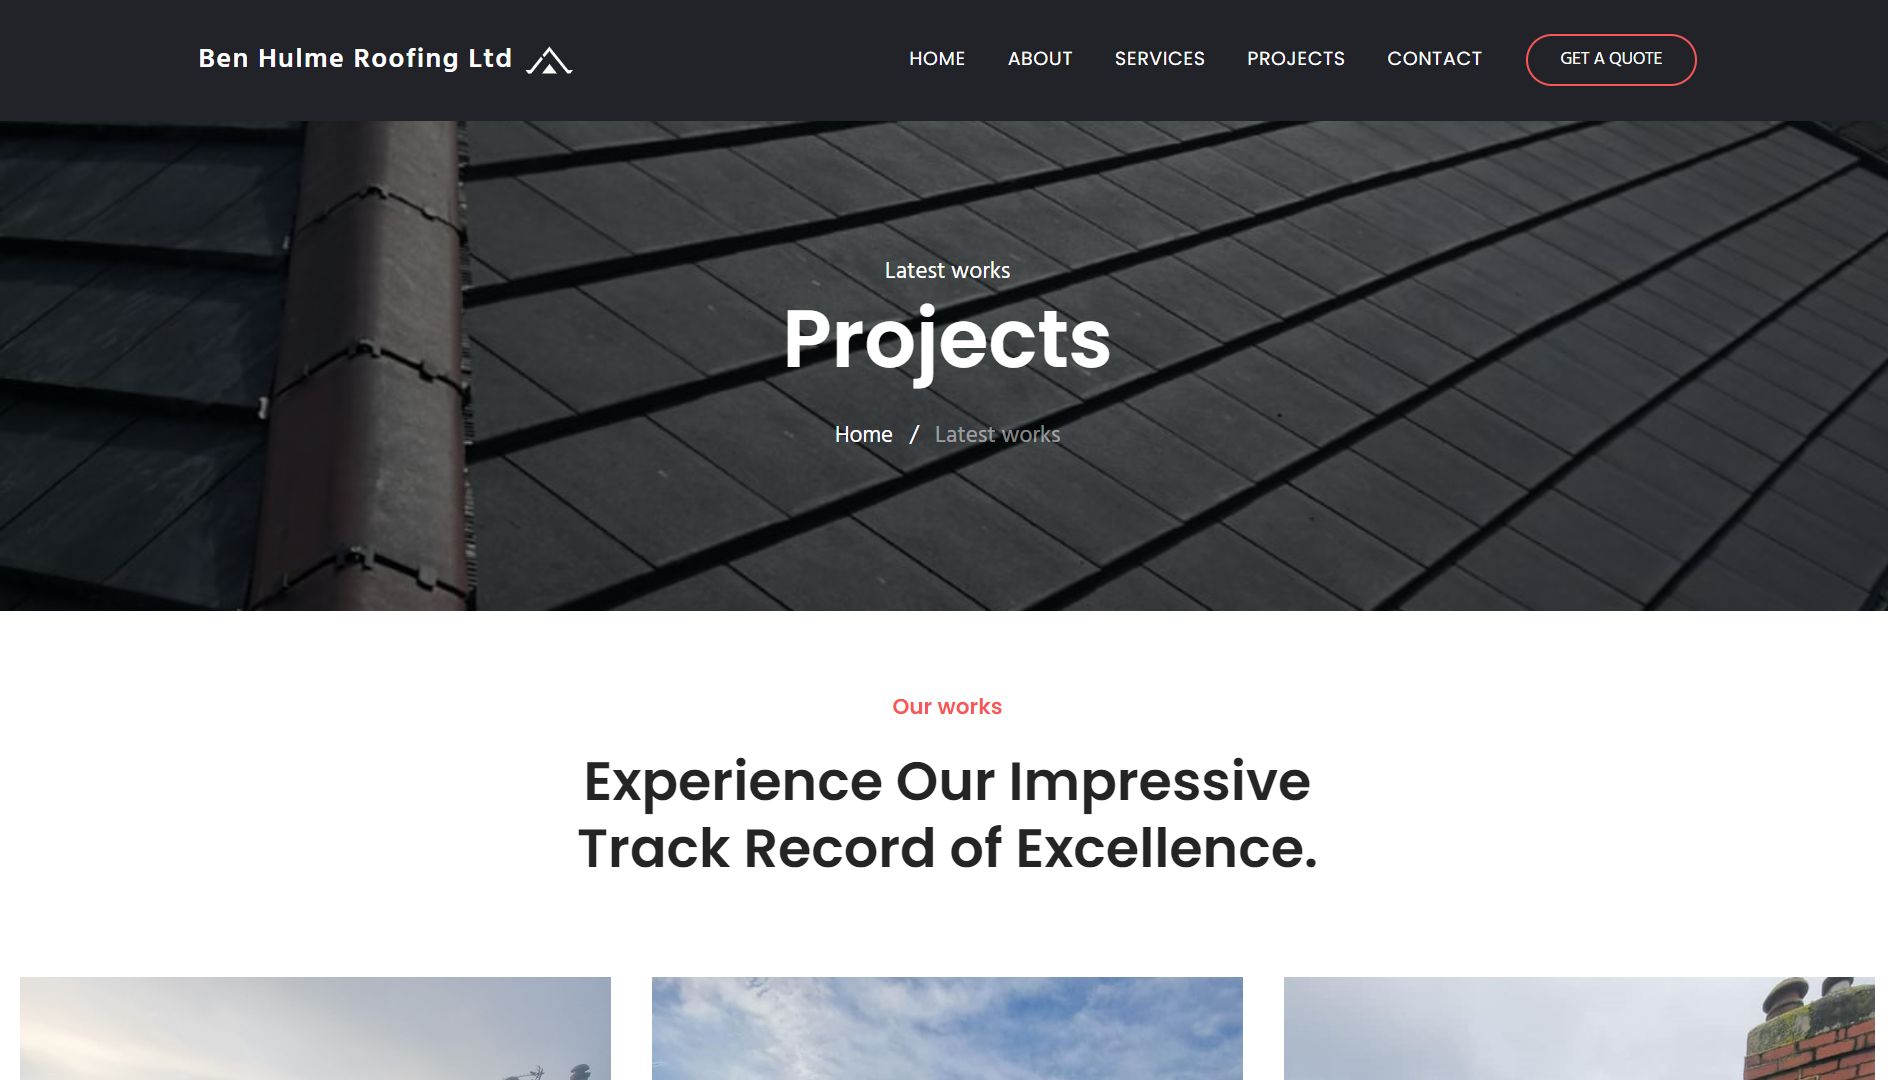 Ben Hulme Roofing Ltd
HOME
ABOUT
SERVICES
PROJECTS
CONTACT
GET A QUOTE
Latest works
Projects
Home / Latest works
Our works
Experience Our Impressive
Track Record of Excellence.